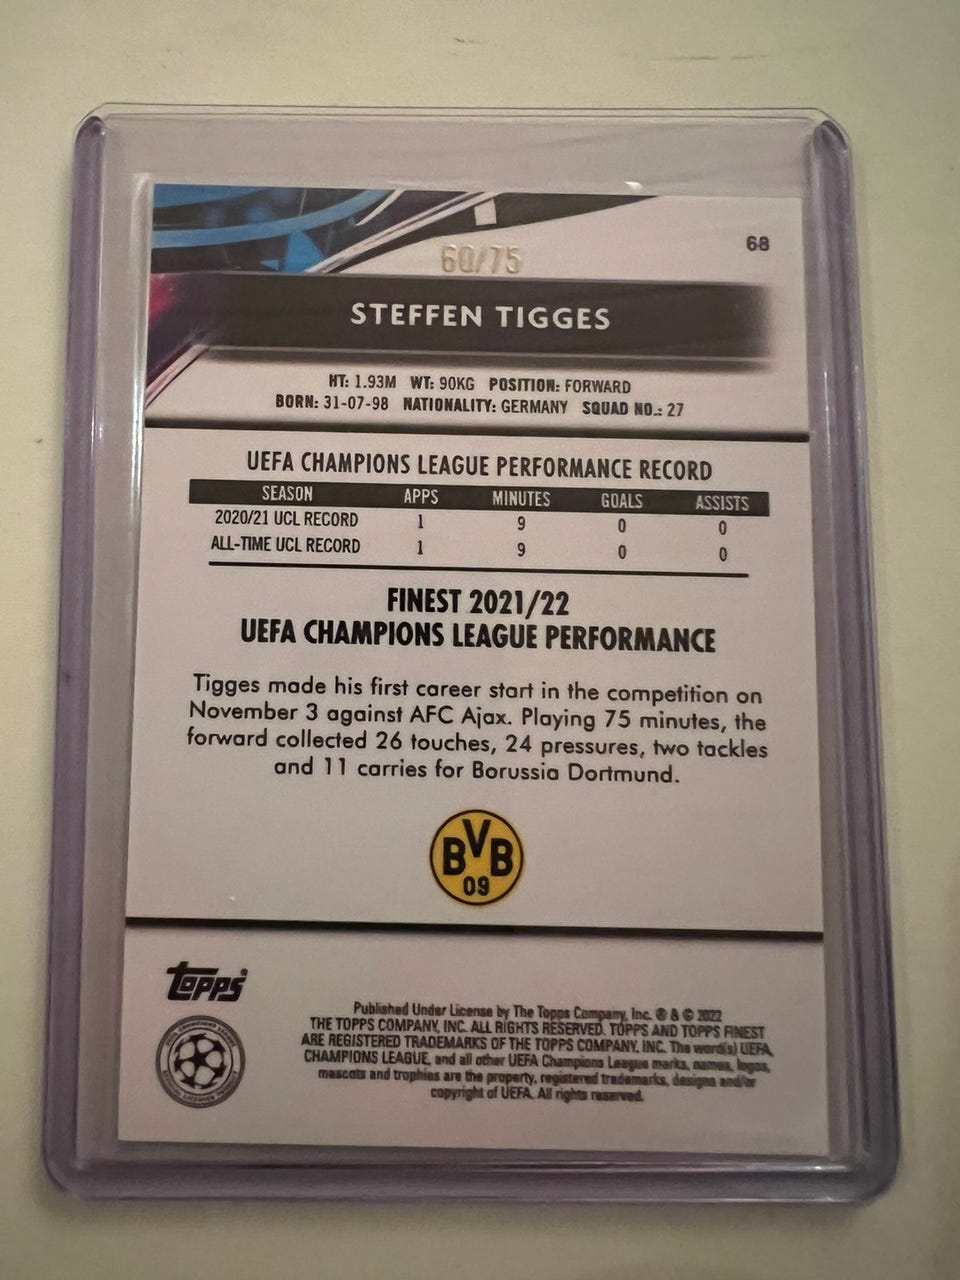 68
60/75
STEFFEN TIGGES
HT: 1.93M WT: 90KG POSITION: FORWARD
BORN: 31-07-98 NATIONALITY: GERMANY SQUAD NO.: 27
UEFA CHAMPIONS LEAGUE PERFORMANCE RECORD
SEASON APPS MINUTES GOALS ASSISTS
2020/21 UCL RECORD 1 9 0 0
ALL-TIME UCL RECORD 1 9 0 0
FINEST 2021/22
UEFA CHAMPIONS LEAGUE PERFORMANCE
Tigges made his first career start in the competition on
November 3 against AFC Ajax. Playing 75 minutes, the
forward collected 26 touches, 24 pressures, two tackles
and 11 carries for Borussia Dortmund.
BVB
09
Topps
Published Under License by The Topps Company, Inc. ® & © 2022
THE TOPPS COMPANY, INC. ALL RIGHTS RESERVED. TOPPS AND TOPPS FINEST
ARE REGISTERED TRADEMARKS OF THE TOPPS COMPANY, INC. The word(s) UEFA,
CHAMPIONS LEAGUE, and all other UEFA Champions League marks, names, logos,
mascots and trophies are the property, registered trademarks, designs and/or
copyright of UEFA. All rights reserved.